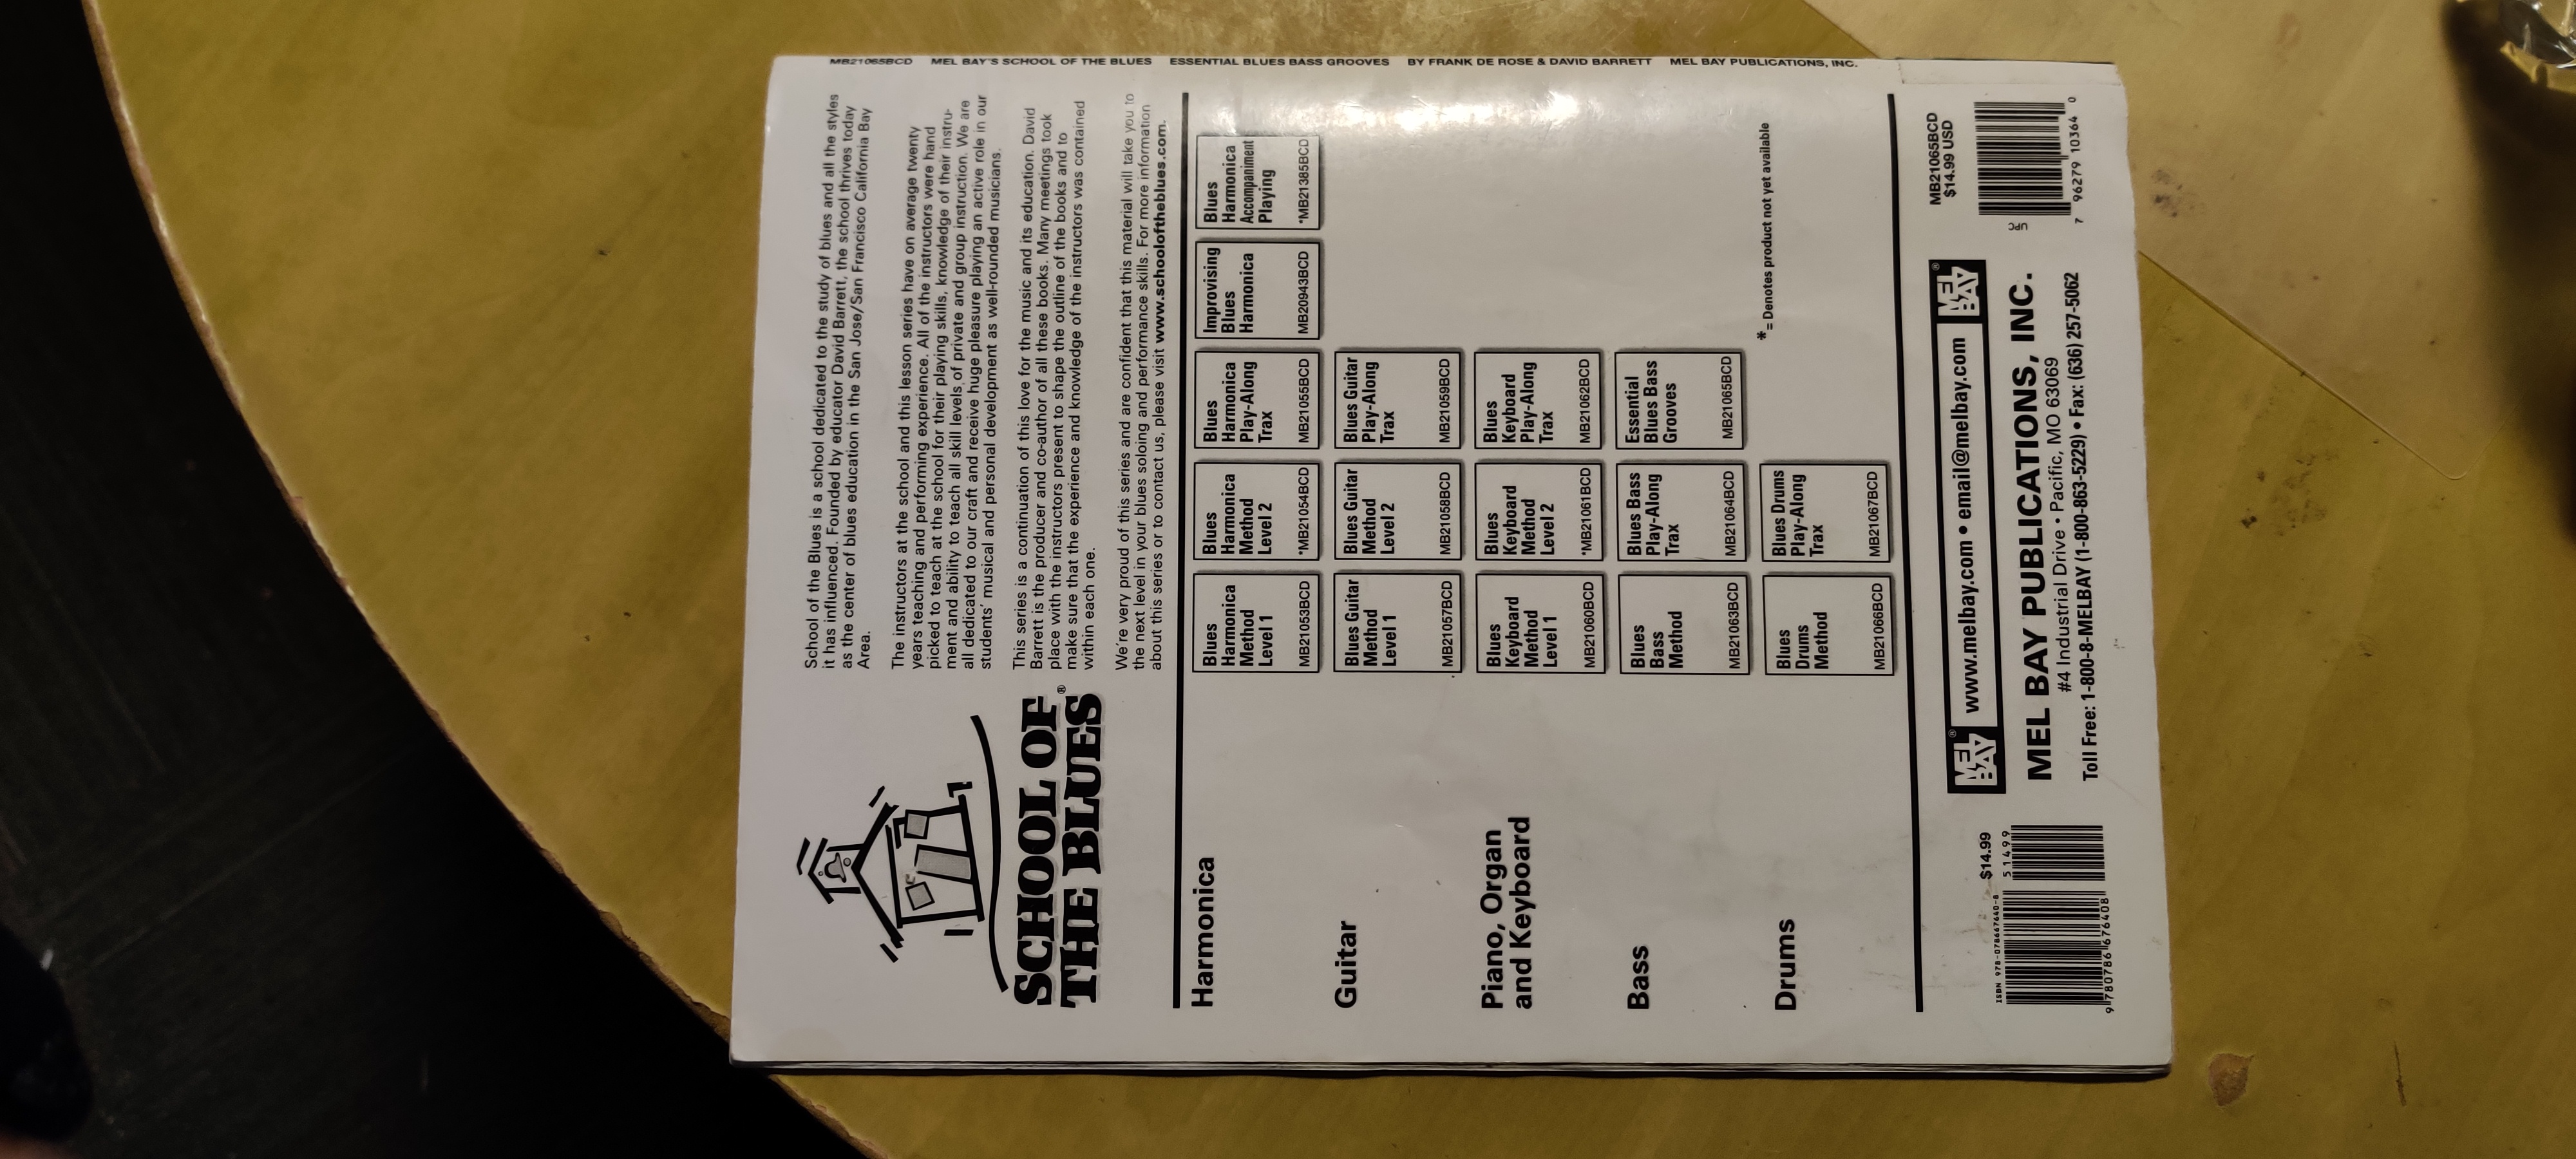 SCHOOL OF
THE BLUES®
School of the Blues is a school dedicated to the study of blues and all the styles
it has influenced. Founded by educator David Barrett, the school thrives today
as the center of blues education in the San Jose/San Francisco California Bay
Area.
The instructors at the school and this lesson series have on average twenty
years teaching and performing experience. All of the instructors were hand
picked to teach at the school for their playing skills, knowledge of their instru-
ment and ability to teach all skill levels of private and group instruction. We are
all dedicated to our craft and receive huge pleasure playing an active role in our
students' musical and personal development as well-rounded musicians.
This series is a continuation of this love for the music and its education. David
Barrett is the producer and co-author of all these books. Many meetings took
place with the instructors present to shape the outline of the books and to
make sure that the experience and knowledge of the instructors was contained
within each one.
We're very proud of this series and are confident that this material will take you to
the next level in your blues soloing and performance skills. For more information
about this series or to contact us, please visit www.schooloftheblues.com.
Harmonica
Blues
Harmonica
Method
Level 1
MB21053BCD
Blues
Harmonica
Method
Level 2
*MB21054BCD
Blues
Harmonica
Play-Along
Trax
MB21055BCD
Improvising
Blues
Harmonica
MB20943BCD
Blues
Harmonica
Accompaniment
Playing
*MB21385BCD
Guitar
Blues Guitar
Method
Level 1
MB21057BCD
Blues Guitar
Method
Level 2
MB21058BCD
Blues Guitar
Play-Along
Trax
MB21059BCD
Piano, Organ
and Keyboard
Blues
Keyboard
Method
Level 1
MB21060BCD
Blues
Keyboard
Method
Level 2
*MB21061BCD
Blues
Keyboard
Play-Along
Trax
MB21062BCD
Bass
Blues
Bass
Method
MB21063BCD
Blues Bass
Play-Along
Trax
MB21064BCD
Essential
Blues Bass
Grooves
MB21065BCD
Drums
Blues
Drums
Method
MB21066BCD
Blues Drums
Play-Along
Trax
MB21067BCD
* = Denotes product not yet available
ISBN 978-078667640-8
$14.99
51499
9 780786 676408
MEL BAY® www.melbay.com • email@melbay.com MEL BAY®
MEL BAY PUBLICATIONS, INC.
#4 Industrial Drive • Pacific, MO 63069
Toll Free: 1-800-8-MELBAY (1-800-863-5229) • Fax: (636) 257-5062
MB21065BCD
$14.99 USD
UPC
7 96279 10364 0
MB21065BCD MEL BAY'S SCHOOL OF THE BLUES ESSENTIAL BLUES BASS GROOVES BY FRANK DE ROSE & DAVID BARRETT MEL BAY PUBLICATIONS, INC.